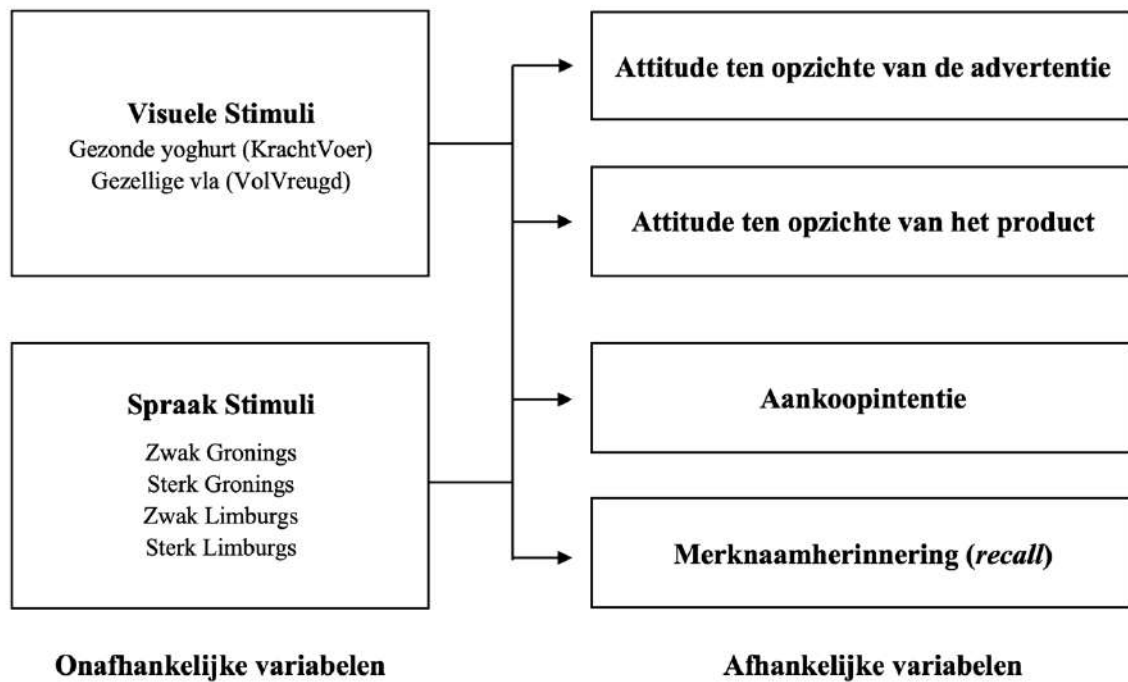 Visuele Stimuli
Gezonde yoghurt (KrachtVoer)
Gezellige vla (VolVreugd)
Spraak Stimuli
Zwak Gronings
Sterk Gronings
Zwak Limburgs
Sterk Limburgs
Onafhankelijke variabelen
Attitude ten opzichte van de advertentie
Attitude ten opzichte van het product
Aankoopintentie
Merknaamherinnering (recall)
Afhankelijke variabelen